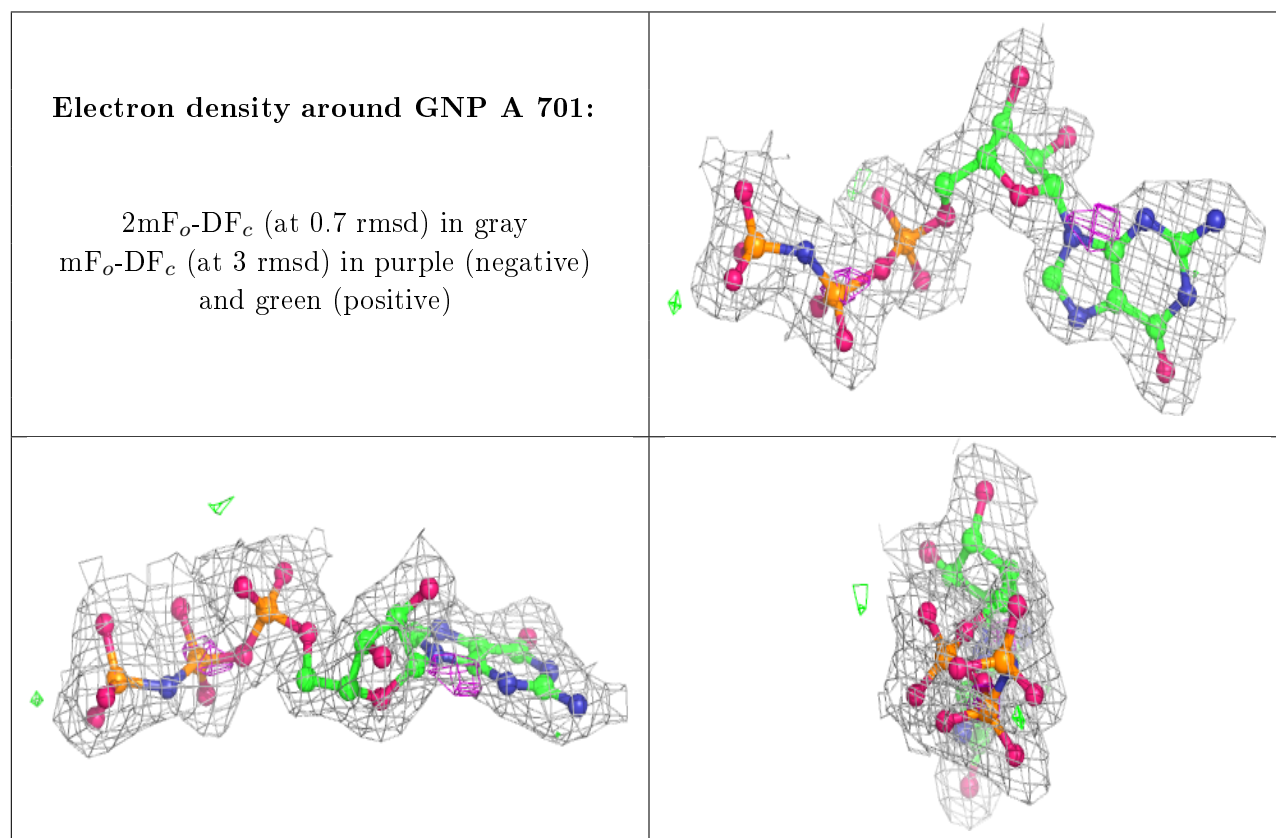 Electron density around GNP A 701:
2mFo-DFc (at 0.7 rmsd) in gray
mFo-DFc (at 3 rmsd) in purple (negative)
and green (positive)